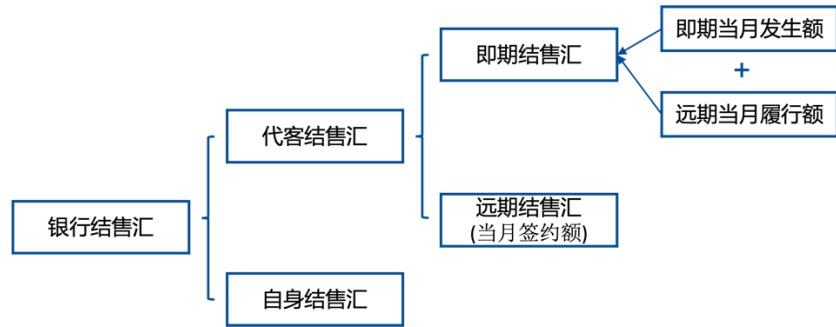 即期当月发生额
即期结售汇
+
远期当月履行额
代客结售汇
银行结售汇
远期结售汇
(当月签约额)
自身结售汇